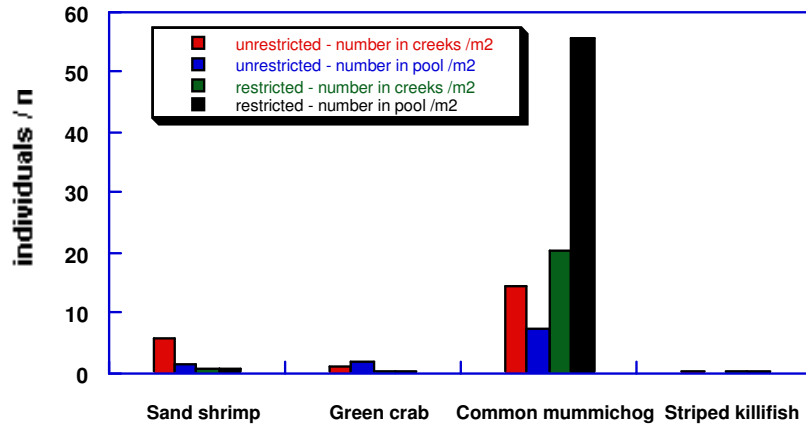 60
50
40
30
20
10
0
individuals / n
unrestricted - number in creeks /m2
unrestricted - number in pool /m2
restricted - number in creeks /m2
restricted - number in pool /m2
Sand shrimp Green crab Common mummichog Striped killifish